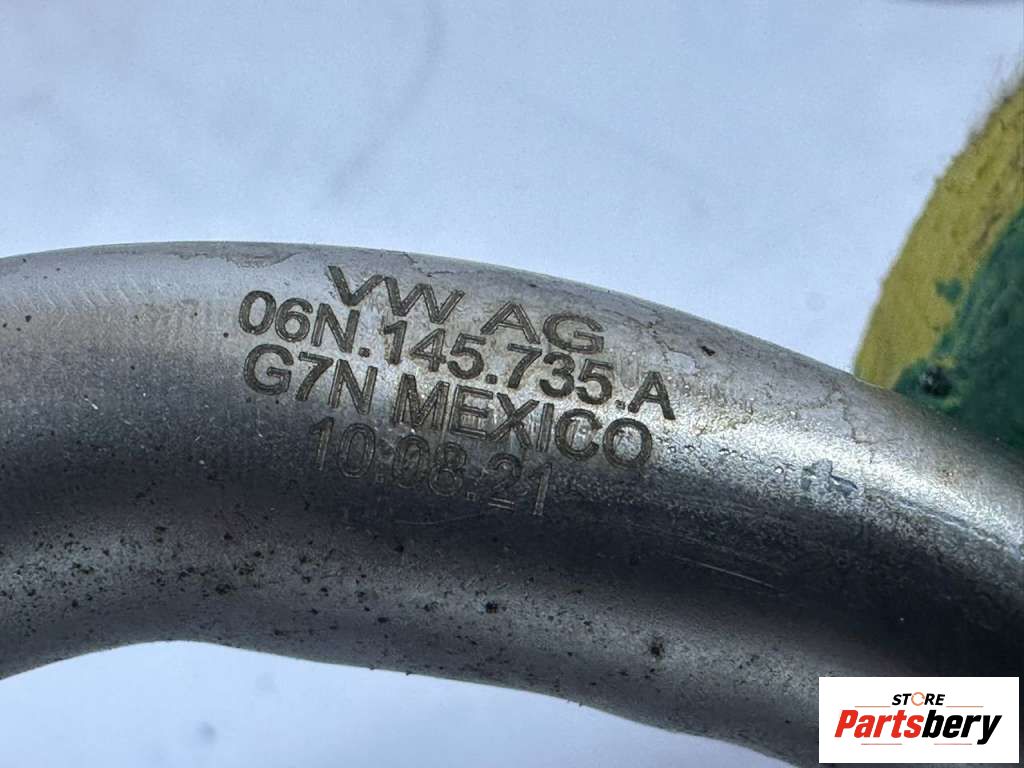 VW AG
06N.145.735.A
G7N MEXICO
10.08.21
STORE
Partsbery